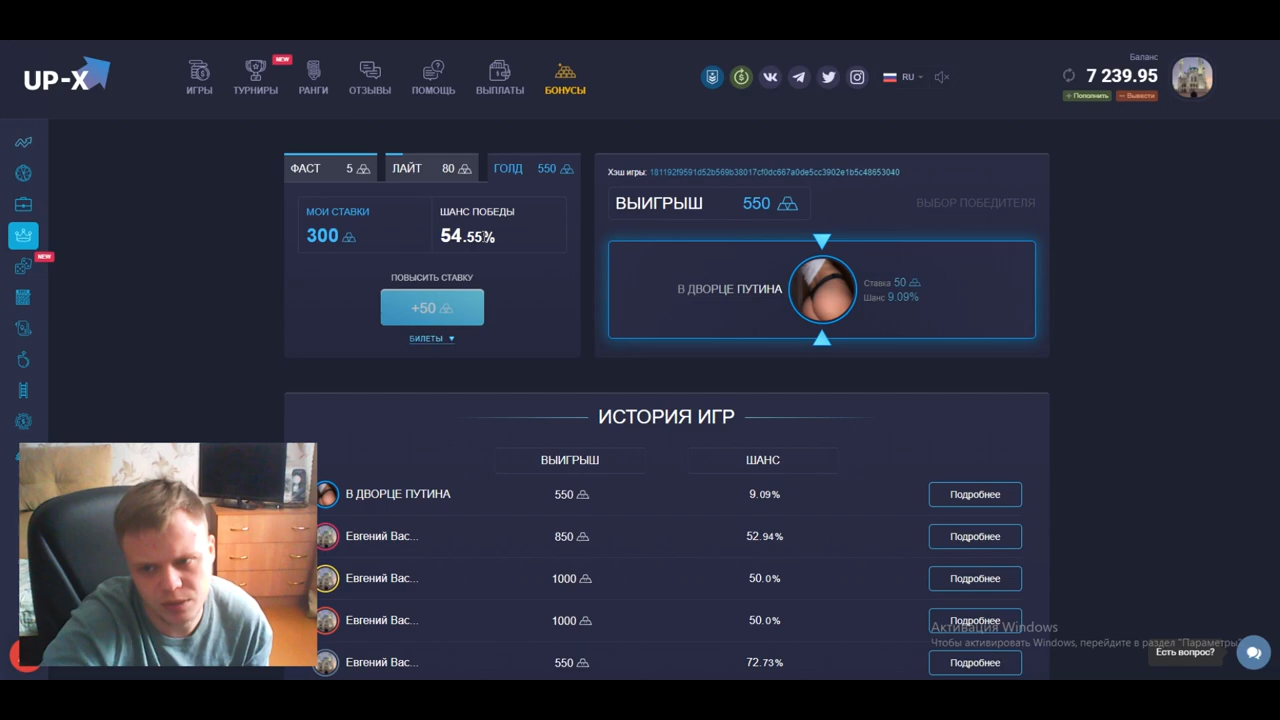 UP-X
ИГРЫ
NEW
ТУРНИРЫ
РАНГИ
ОТЗЫВЫ
ПОМОЩЬ
ВЫПЛАТЫ
БОНУСЫ
RU
Баланс
7 239.95
+ Пополнить
− Вывести
NEW
ФАСТ 5
ЛАЙТ 80
ГОЛД 550
МОИ СТАВКИ
300
ШАНС ПОБЕДЫ
54.55%
ПОВЫСИТЬ СТАВКУ
+50
БИЛЕТЫ ▼
Хэш игры: 181192f9591d52b569b38017cf0dc667a0de5cc3902e1b5c48653040
ВЫИГРЫШ 550
ВЫБОР ПОБЕДИТЕЛЯ
В ДВОРЦЕ ПУТИНА
Ставка 50
Шанс 9.09%
ИСТОРИЯ ИГР
ВЫИГРЫШ
ШАНС
В ДВОРЦЕ ПУТИНА 550 9.09% Подробнее
Евгений Вас... 850 52.94% Подробнее
Евгений Вас... 1000 50.0% Подробнее
Евгений Вас... 1000 50.0% Подробнее
Евгений Вас... 550 72.73% Подробнее
Активация Windows
Чтобы активировать Windows, перейдите в раздел "Параметры"
Есть вопрос?